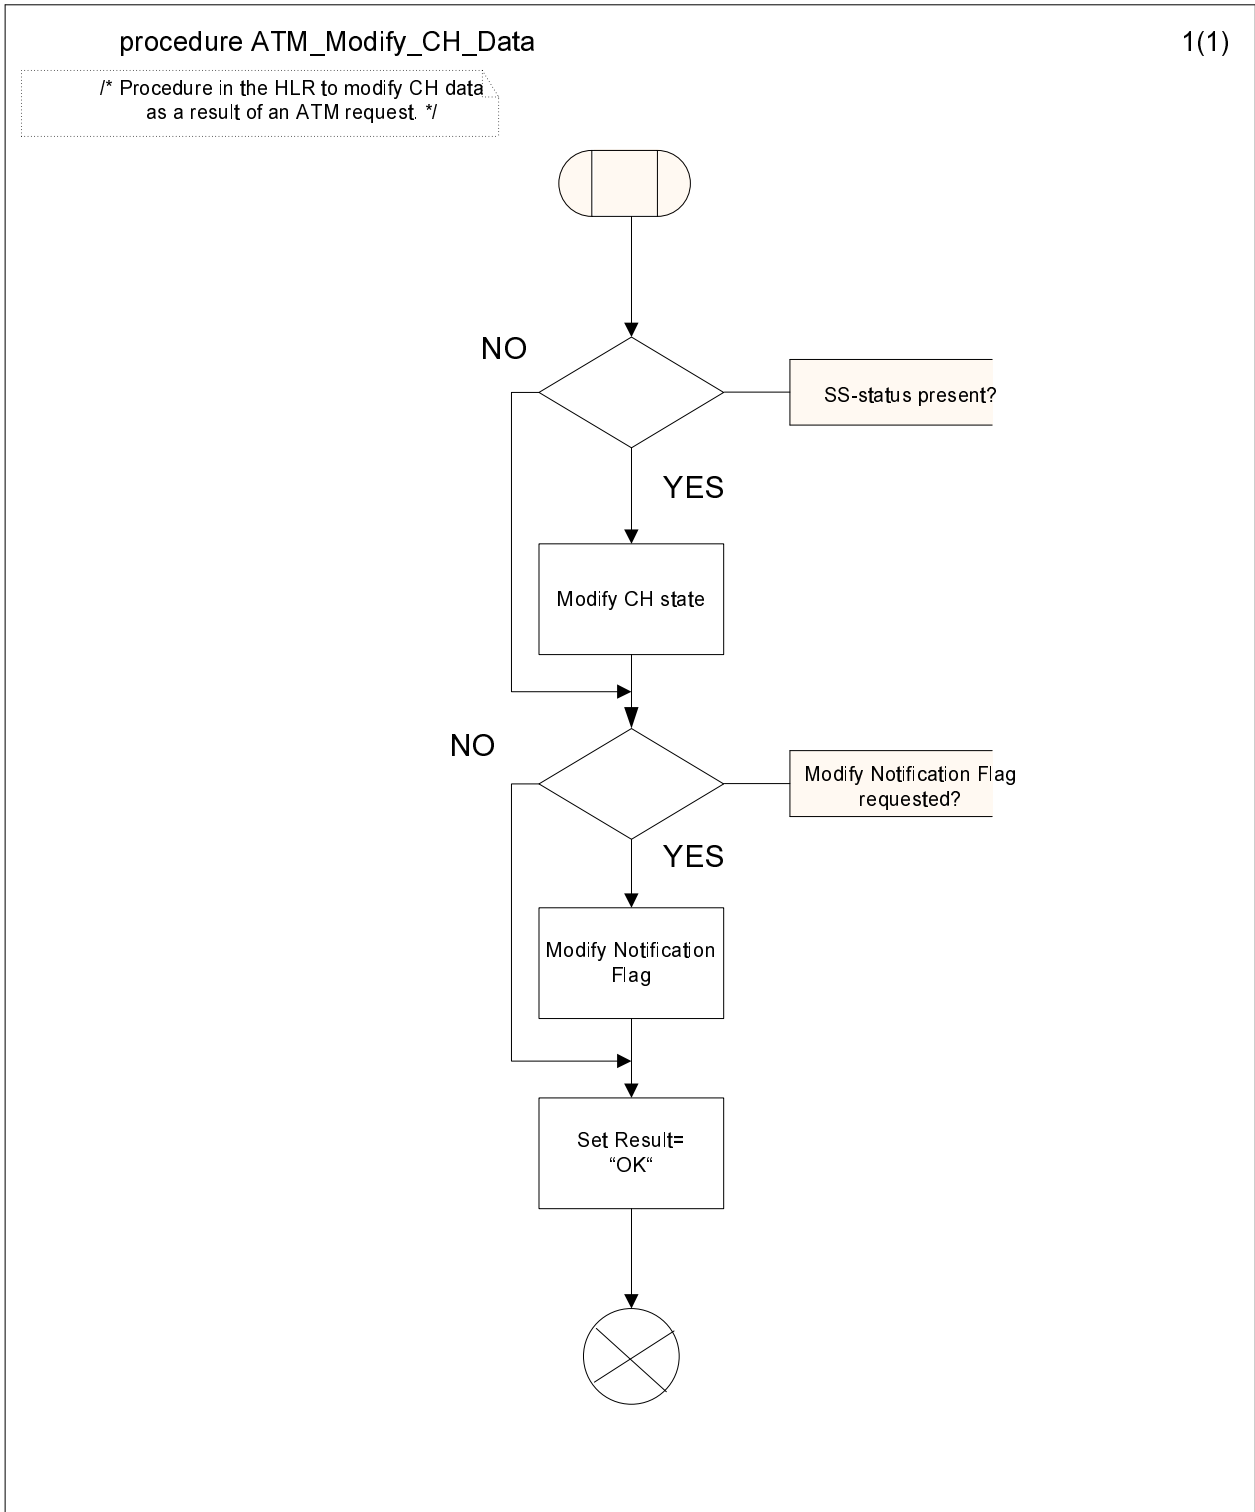 procedure ATM_Modify_CH_Data
1(1)
/* Procedure in the HLR to modify CH data
as a result of an ATM request. */
NO
SS-status present?
YES
Modify CH state
NO
Modify Notification Flag
requested?
YES
Modify Notification
Flag
Set Result=
“OK“